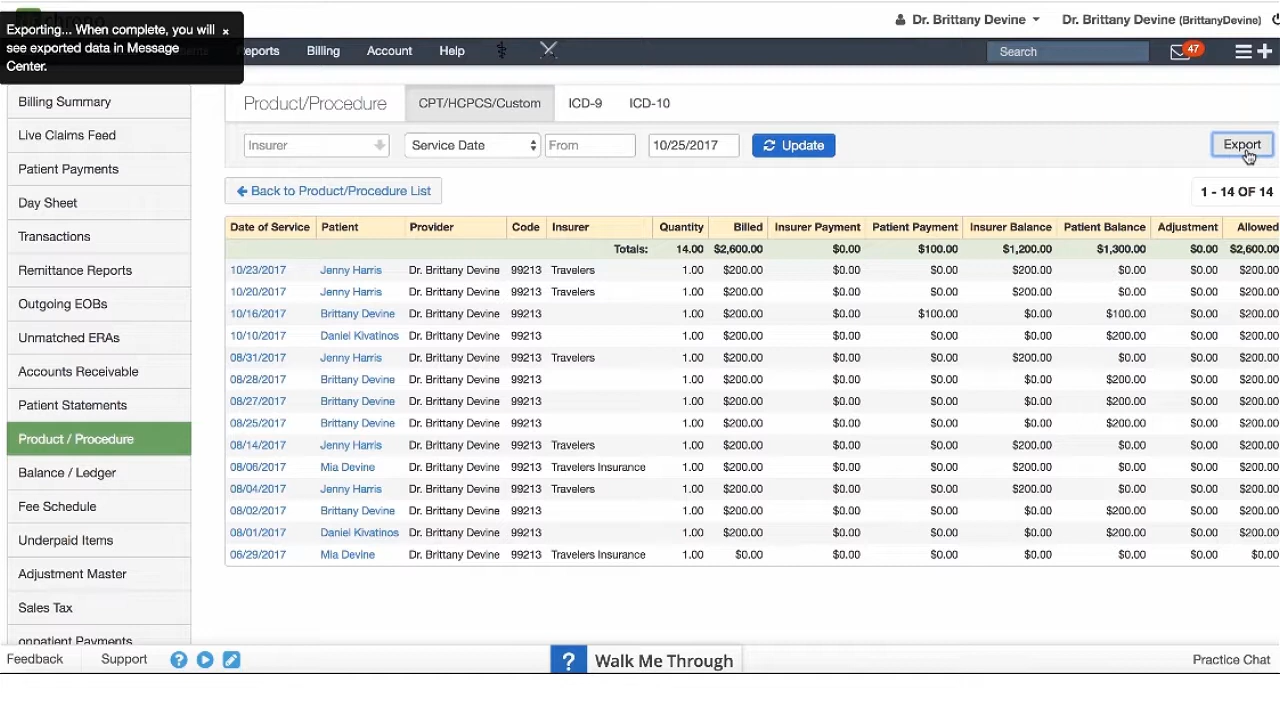 Exporting... When complete, you will ×
see exported data in Message
Center.
Dr. Brittany Devine Dr. Brittany Devine (BrittanyDevine)
Reports Billing Account Help Search 47
Billing Summary
Live Claims Feed
Patient Payments
Day Sheet
Transactions
Remittance Reports
Outgoing EOBs
Unmatched ERAs
Accounts Receivable
Patient Statements
Product / Procedure
Balance / Ledger
Fee Schedule
Underpaid Items
Adjustment Master
Sales Tax
onpatient Payments
Product/Procedure CPT/HCPCS/Custom ICD-9 ICD-10
Insurer Service Date From 10/25/2017 Update Export
Back to Product/Procedure List 1 - 14 OF 14
Date of Service Patient Provider Code Insurer Quantity Billed Insurer Payment Patient Payment Insurer Balance Patient Balance Adjustment Allowed
Totals: 14.00 $2,600.00 $0.00 $100.00 $1,200.00 $1,300.00 $0.00 $2,600.00
10/23/2017 Jenny Harris Dr. Brittany Devine 99213 Travelers 1.00 $200.00 $0.00 $0.00 $200.00 $0.00 $0.00 $200.00
10/20/2017 Jenny Harris Dr. Brittany Devine 99213 Travelers 1.00 $200.00 $0.00 $0.00 $200.00 $0.00 $0.00 $200.00
10/16/2017 Brittany Devine Dr. Brittany Devine 99213 1.00 $200.00 $0.00 $100.00 $0.00 $100.00 $0.00 $200.00
10/10/2017 Daniel Kivatinos Dr. Brittany Devine 99213 1.00 $200.00 $0.00 $0.00 $0.00 $200.00 $0.00 $200.00
08/31/2017 Jenny Harris Dr. Brittany Devine 99213 Travelers 1.00 $200.00 $0.00 $0.00 $200.00 $0.00 $0.00 $200.00
08/28/2017 Brittany Devine Dr. Brittany Devine 99213 1.00 $200.00 $0.00 $0.00 $0.00 $200.00 $0.00 $200.00
08/27/2017 Brittany Devine Dr. Brittany Devine 99213 1.00 $200.00 $0.00 $0.00 $0.00 $200.00 $0.00 $200.00
08/25/2017 Brittany Devine Dr. Brittany Devine 99213 1.00 $200.00 $0.00 $0.00 $0.00 $200.00 $0.00 $200.00
08/14/2017 Jenny Harris Dr. Brittany Devine 99213 Travelers 1.00 $200.00 $0.00 $0.00 $200.00 $0.00 $0.00 $200.00
08/06/2017 Mia Devine Dr. Brittany Devine 99213 Travelers Insurance 1.00 $200.00 $0.00 $0.00 $200.00 $0.00 $0.00 $200.00
08/04/2017 Jenny Harris Dr. Brittany Devine 99213 Travelers 1.00 $200.00 $0.00 $0.00 $200.00 $0.00 $0.00 $200.00
08/02/2017 Brittany Devine Dr. Brittany Devine 99213 1.00 $200.00 $0.00 $0.00 $0.00 $200.00 $0.00 $200.00
08/01/2017 Daniel Kivatinos Dr. Brittany Devine 99213 1.00 $200.00 $0.00 $0.00 $0.00 $200.00 $0.00 $200.00
06/29/2017 Mia Devine Dr. Brittany Devine 99213 Travelers Insurance 1.00 $0.00 $0.00 $0.00 $0.00 $0.00 $0.00 $0.00
Feedback Support ? ? Walk Me Through Practice Chat